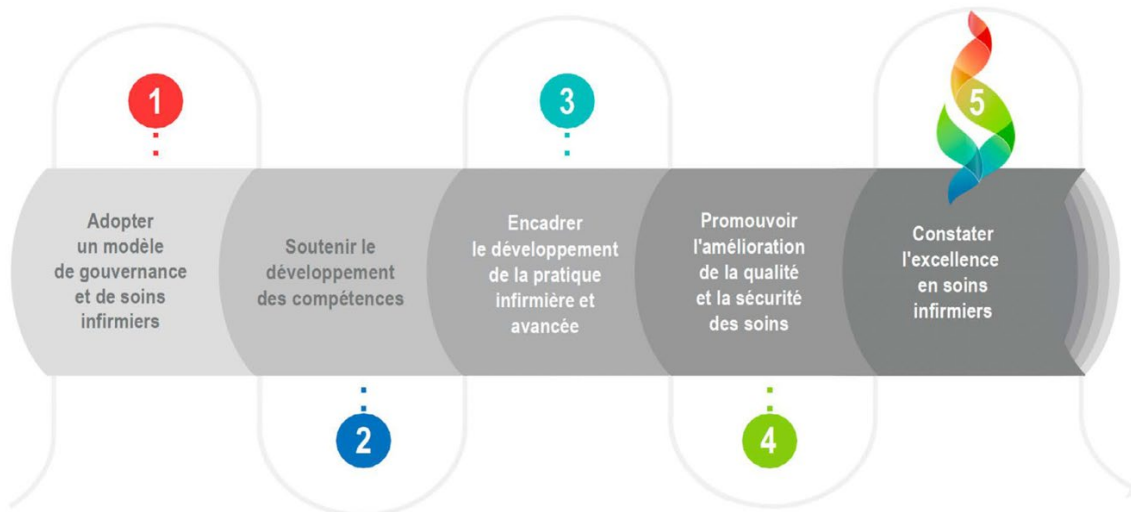 1
Adopter
un modèle
de gouvernance
et de soins
infirmiers
2
Soutenir le
développement
des compétences
3
Encadrer
le développement
de la pratique
infirmière et
avancée
4
Promouvoir
l'amélioration
de la qualité
et la sécurité
des soins
5
Constater
l'excellence
en soins
infirmiers